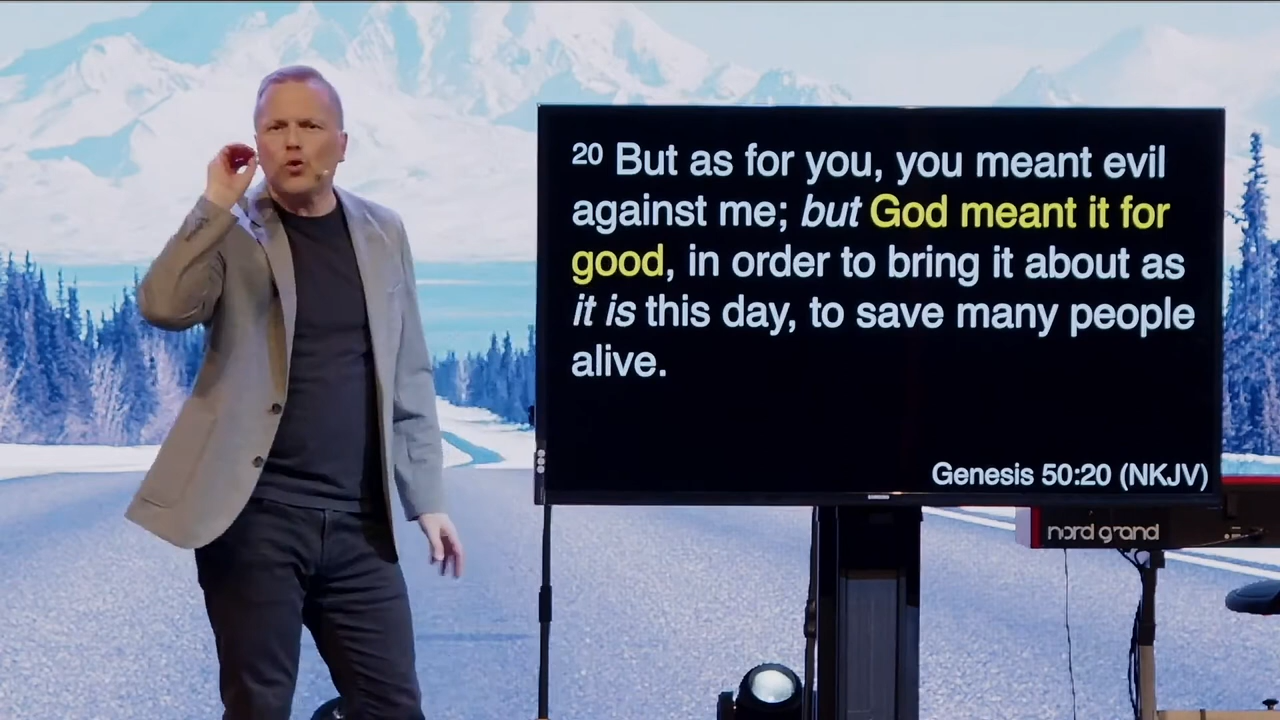 20 But as for you, you meant evil
against me; but God meant it for
good, in order to bring it about as
it is this day, to save many people
alive.
Genesis 50:20 (NKJV)
nord grand